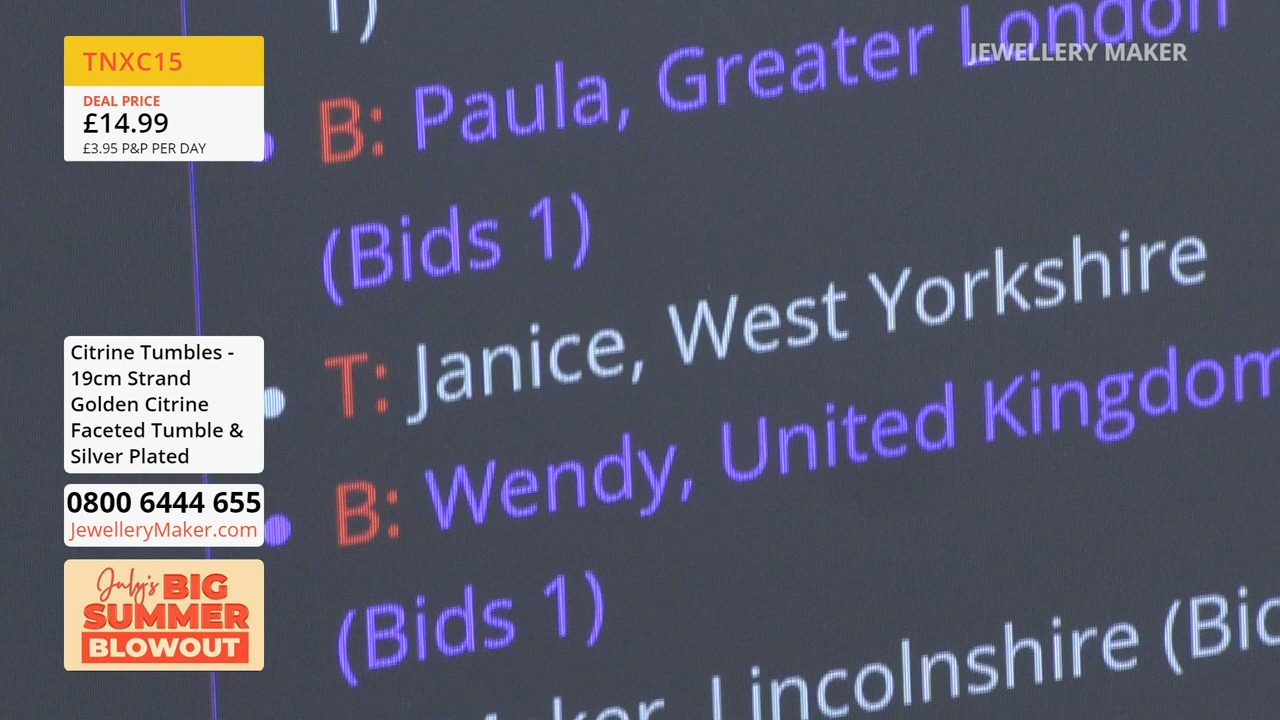 TNXC15
DEAL PRICE
£14.99
£3.95 P&P PER DAY
JEWELLERY MAKER
1)
B: Paula, Greater London
(Bids 1)
T: Janice, West Yorkshire
B: Wendy, United Kingdom
(Bids 1)
Lincolnshire
Citrine Tumbles -
19cm Strand
Golden Citrine
Faceted Tumble &
Silver Plated
0800 6444 655
JewelleryMaker.com
July's BIG
SUMMER
BLOWOUT